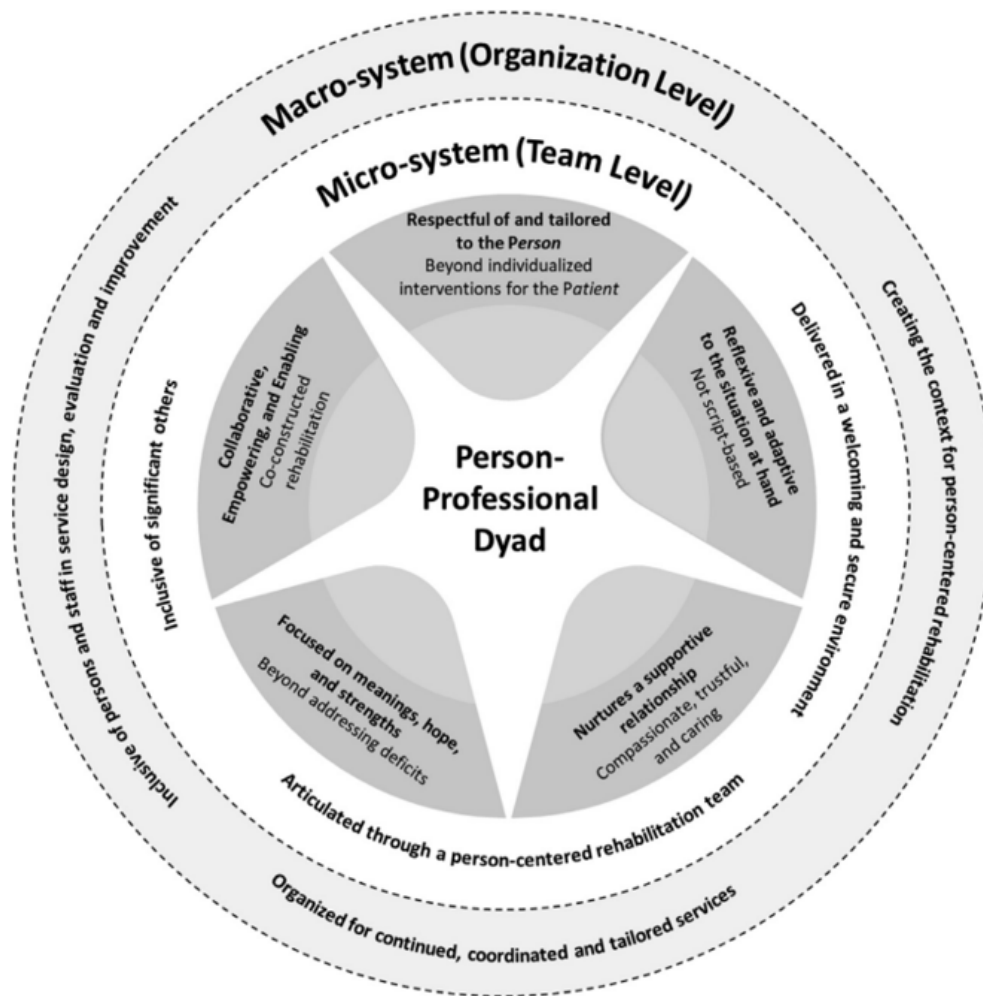 Macro-system (Organization Level)
Micro-system (Team Level)
Respectful of and tailored
to the Person
Beyond individualized
interventions for the Patient
Reflexive and adaptive
to the situation at hand
Not script-based
Nurtures a supportive
relationship
Compassionate, trustful,
and caring
Focused on meanings, hope,
and strengths
Beyond addressing deficits
Collaborative,
Empowering, and Enabling
Co-constructed
rehabilitation
Person-
Professional
Dyad
Inclusive of significant others
Delivered in a welcoming and secure environment
Articulated through a person-centered rehabilitation team
Inclusive of persons and staff in service design, evaluation and improvement
Creating the context for person-centered rehabilitation
Organized for continued, coordinated and tailored services